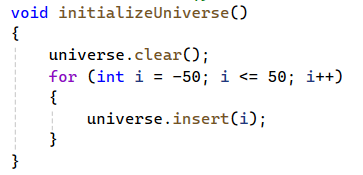 void initializeUniverse()
{
    universe.clear();
    for (int i = -50; i <= 50; i++)
    {
        universe.insert(i);
    }
}